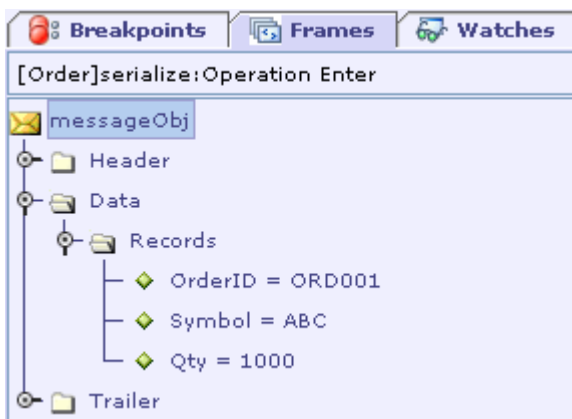 Breakpoints Frames Watches
[Order]serialize:Operation Enter
messageObj
Header
Data
Records
OrderID = ORD001
Symbol = ABC
Qty = 1000
Trailer